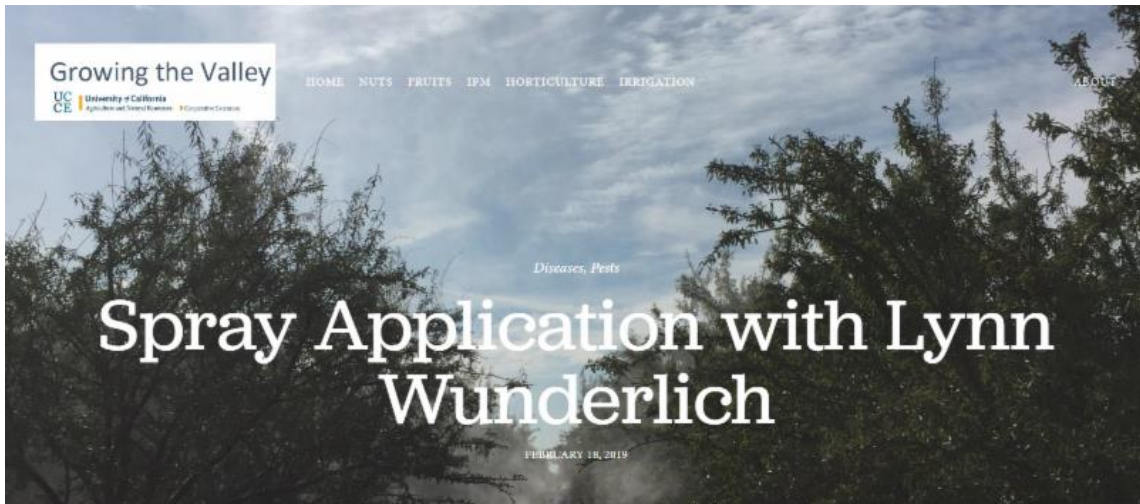 Growing the Valley
UC
CE
University of California
Agriculture and Natural Resources
Cooperative Extension
HOME NUTS FRUITS IPM HORTICULTURE IRRIGATION
ABOUT
Diseases, Pests
Spray Application with Lynn
Wunderlich
FEBRUARY 18, 2019